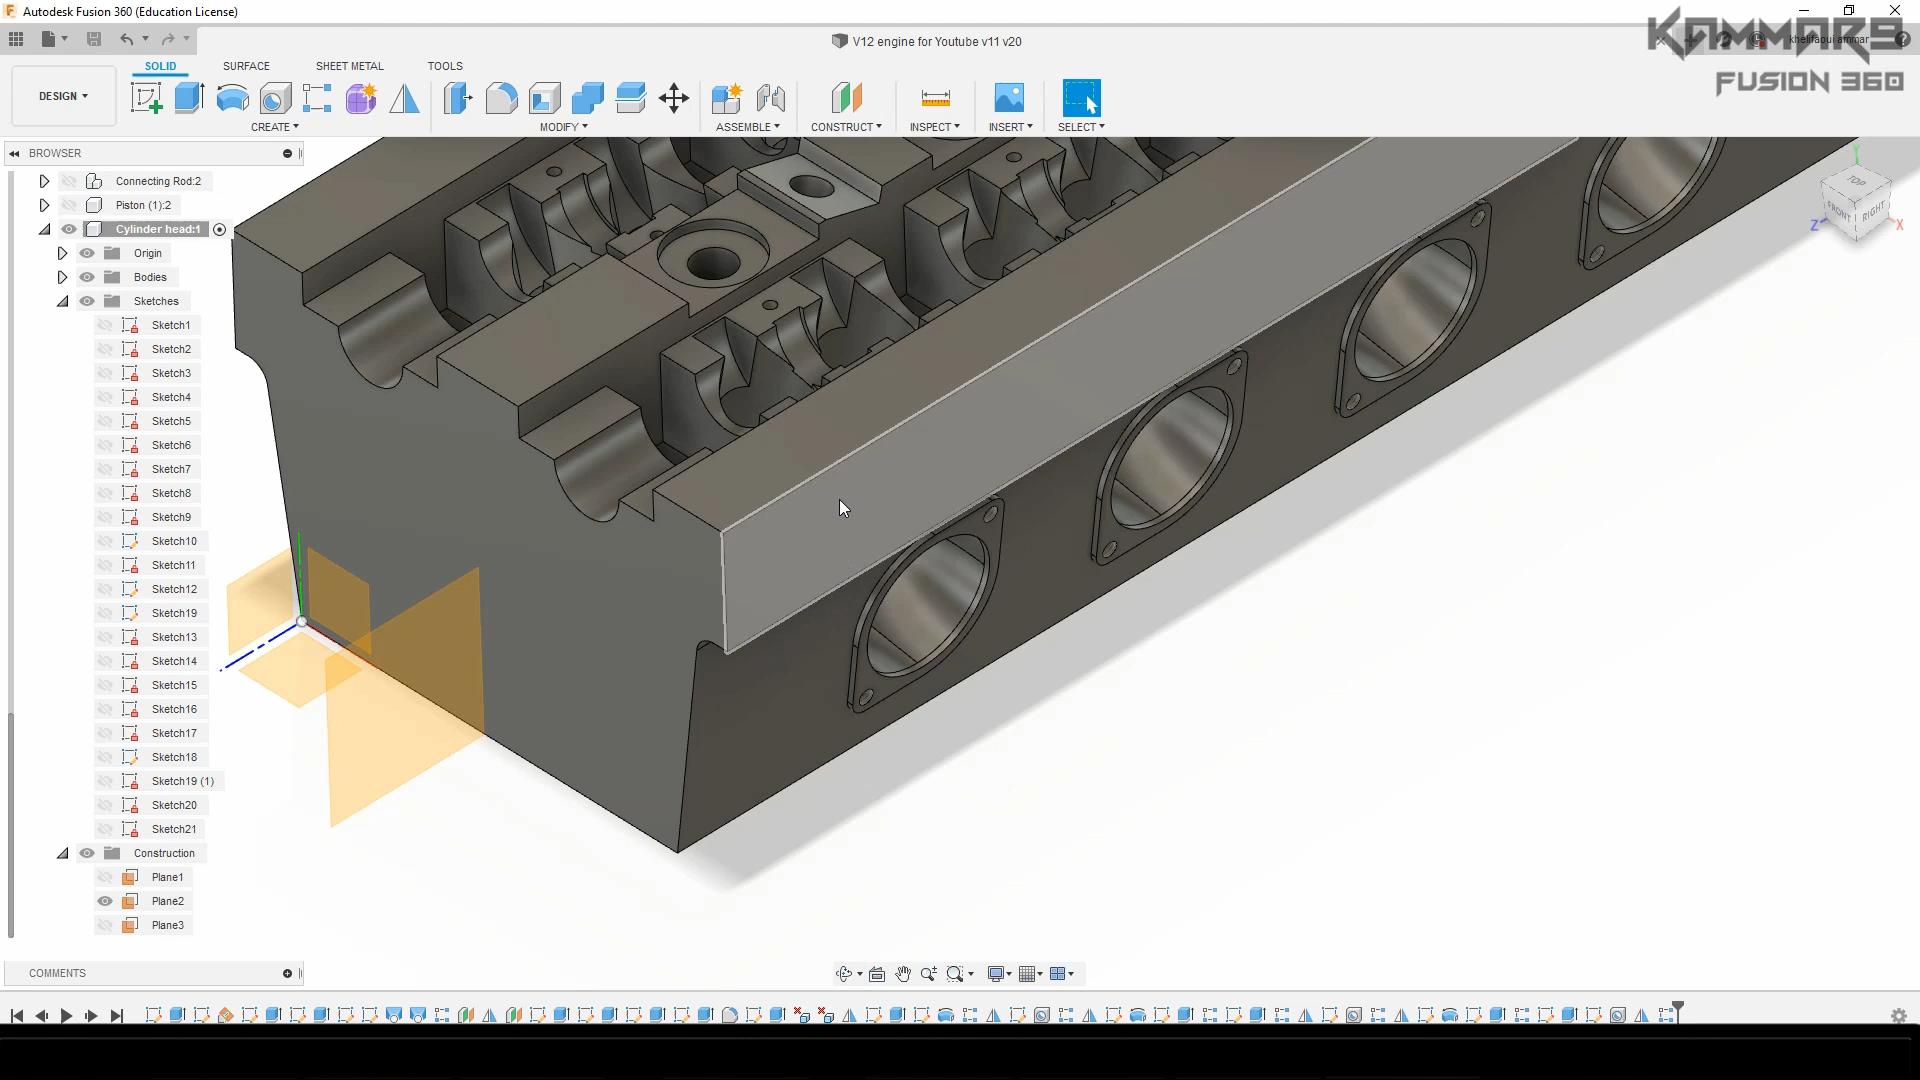 Autodesk Fusion 360 (Education License)
V12 engine for Youtube v11 v20
khelifaoui ammar
KAMMAR9
FUSION 360
SOLID
SURFACE
SHEET METAL
TOOLS
DESIGN
CREATE
MODIFY
ASSEMBLE
CONSTRUCT
INSPECT
INSERT
SELECT
BROWSER
Connecting Rod:2
Piston (1):2
Cylinder head:1
Origin
Bodies
Sketches
Sketch1
Sketch2
Sketch3
Sketch4
Sketch5
Sketch6
Sketch7
Sketch8
Sketch9
Sketch10
Sketch11
Sketch12
Sketch19
Sketch13
Sketch14
Sketch15
Sketch16
Sketch17
Sketch18
Sketch19 (1)
Sketch20
Sketch21
Construction
Plane1
Plane2
Plane3
Y
TOP
FRONT
RIGHT
Z
X
COMMENTS